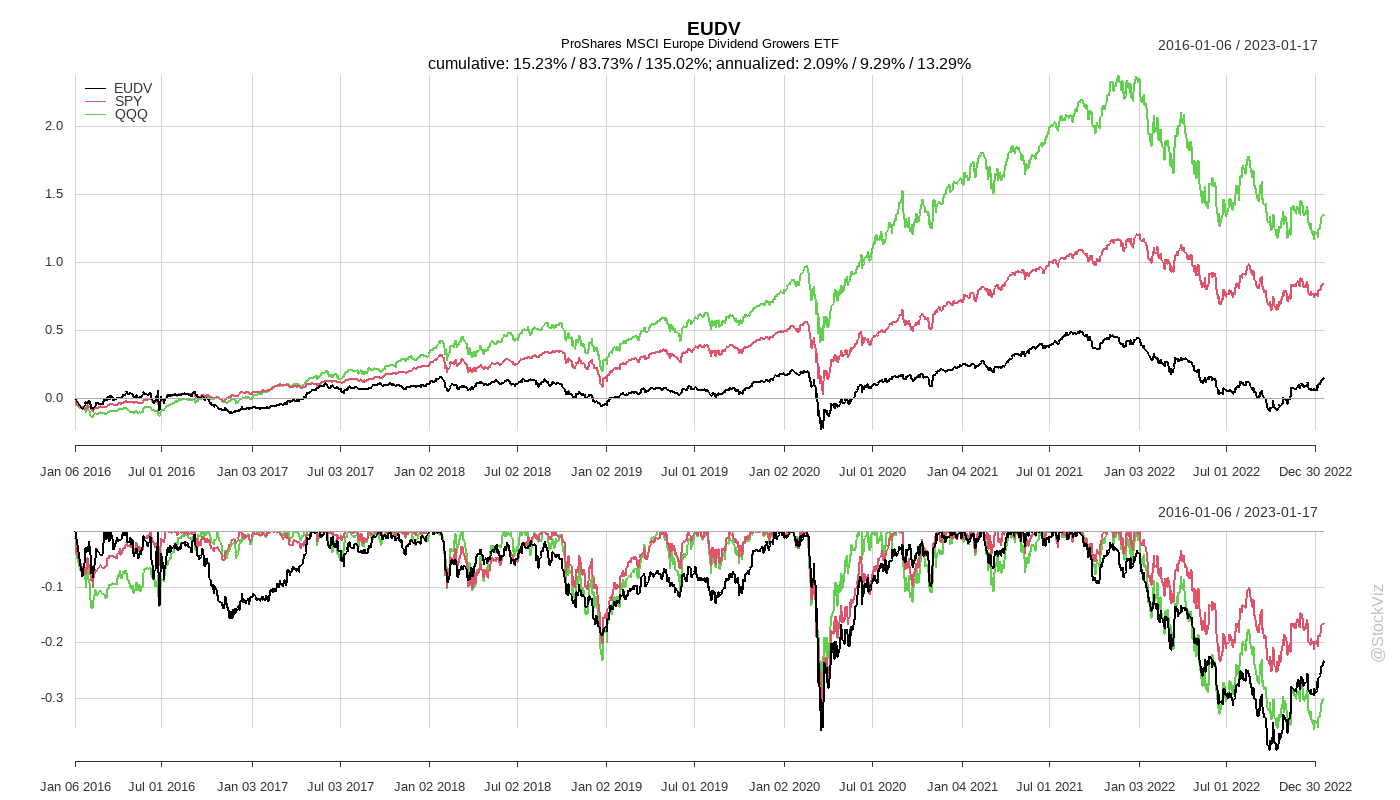 EUDV
ProShares MSCI Europe Dividend Growers ETF
2016-01-06 / 2023-01-17
cumulative: 15.23% / 83.73% / 135.02%; annualized: 2.09% / 9.29% / 13.29%
EUDV
SPY
QQQ
2.0
1.5
1.0
0.5
0.0
Jan 06 2016 Jul 01 2016 Jan 03 2017 Jul 03 2017 Jan 02 2018 Jul 02 2018 Jan 02 2019 Jul 01 2019 Jan 02 2020 Jul 01 2020 Jan 04 2021 Jul 01 2021 Jan 03 2022 Jul 01 2022 Dec 30 2022
2016-01-06 / 2023-01-17
-0.1
-0.2
-0.3
Jan 06 2016 Jul 01 2016 Jan 03 2017 Jul 03 2017 Jan 02 2018 Jul 02 2018 Jan 02 2019 Jul 01 2019 Jan 02 2020 Jul 01 2020 Jan 04 2021 Jul 01 2021 Jan 03 2022 Jul 01 2022 Dec 30 2022
@StockViz